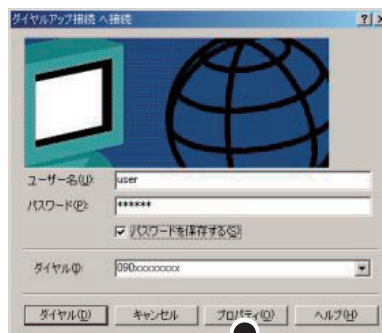 ダイヤルアップ接続 へ接続
ユーザー名(U): user
パスワード(P): ******
パスワードを保存する(S)
ダイヤル(I): 090xxxxxxxx
ダイヤル(D) キャンセル プロパティ(O) ヘルプ(H)